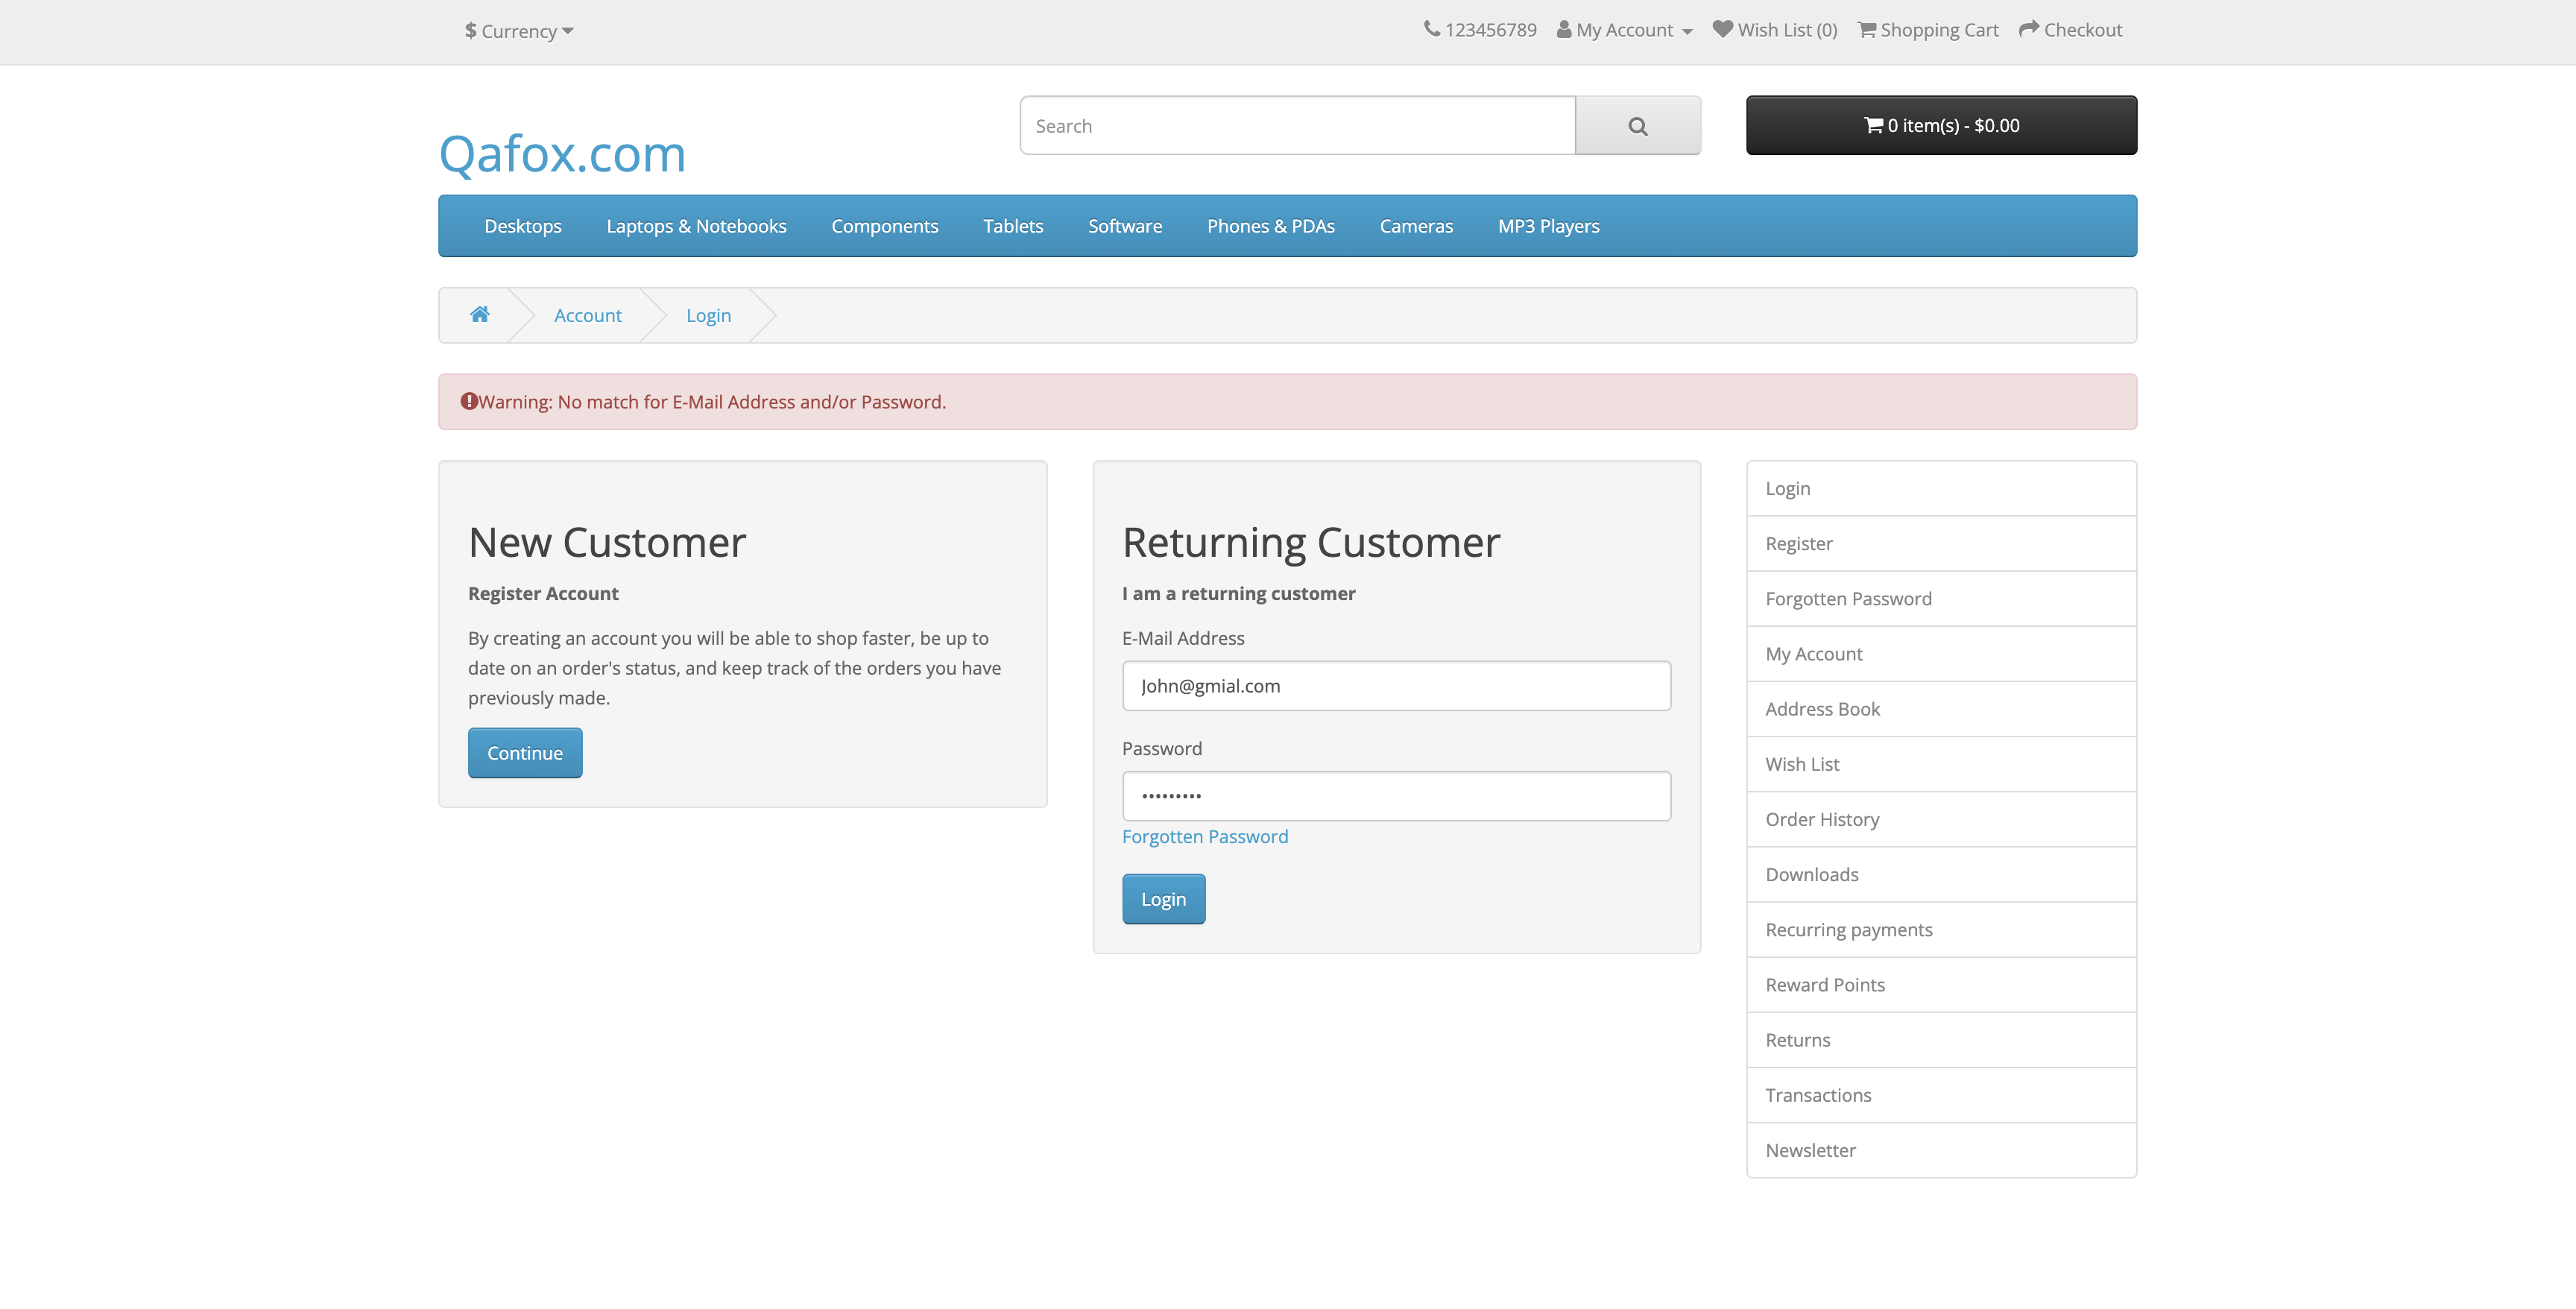 $ Currency
123456789 My Account Wish List (0) Shopping Cart Checkout
Qafox.com
Search
0 item(s) - $0.00
Desktops Laptops & Notebooks Components Tablets Software Phones & PDAs Cameras MP3 Players
Account Login
Warning: No match for E-Mail Address and/or Password.
New Customer
Register Account
By creating an account you will be able to shop faster, be up to
date on an order's status, and keep track of the orders you have
previously made.
Continue
Returning Customer
I am a returning customer
E-Mail Address
John@gmial.com
Password
•••••••••
Forgotten Password
Login
Login
Register
Forgotten Password
My Account
Address Book
Wish List
Order History
Downloads
Recurring payments
Reward Points
Returns
Transactions
Newsletter